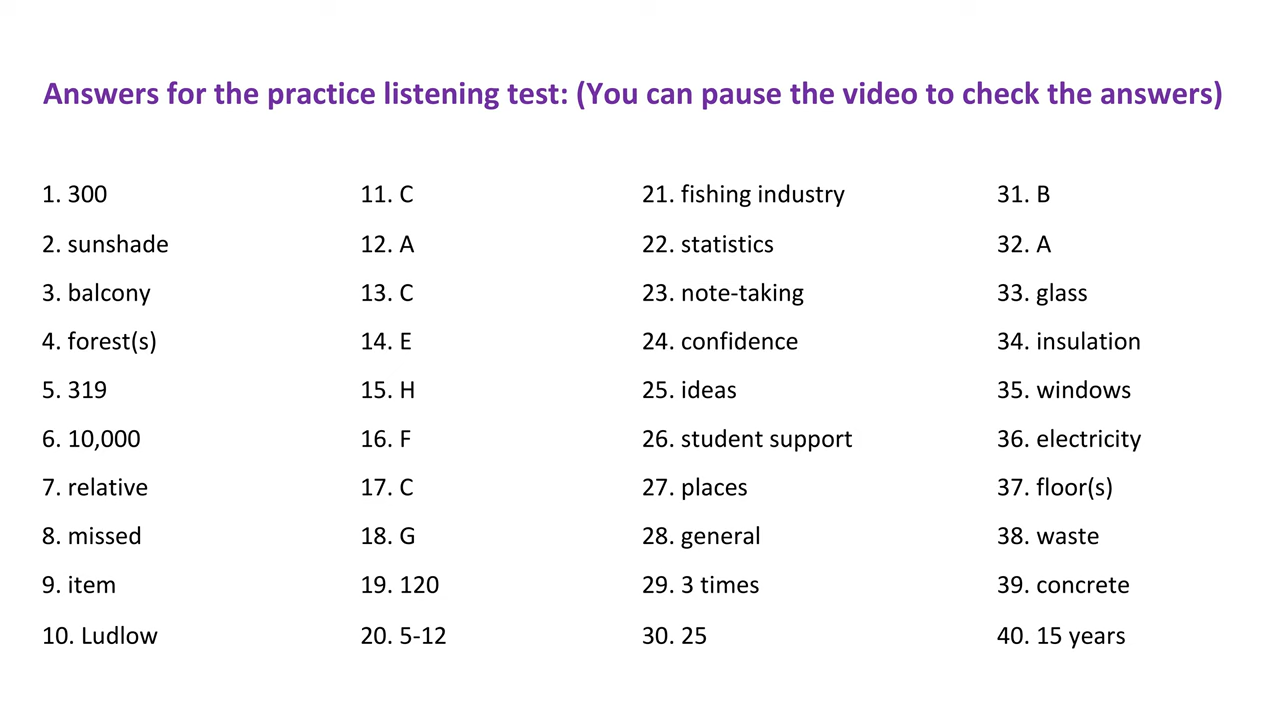 Answers for the practice listening test: (You can pause the video to check the answers)
1. 300
2. sunshade
3. balcony
4. forest(s)
5. 319
6. 10,000
7. relative
8. missed
9. item
10. Ludlow
11. C
12. A
13. C
14. E
15. H
16. F
17. C
18. G
19. 120
20. 5-12
21. fishing industry
22. statistics
23. note-taking
24. confidence
25. ideas
26. student support
27. places
28. general
29. 3 times
30. 25
31. B
32. A
33. glass
34. insulation
35. windows
36. electricity
37. floor(s)
38. waste
39. concrete
40. 15 years